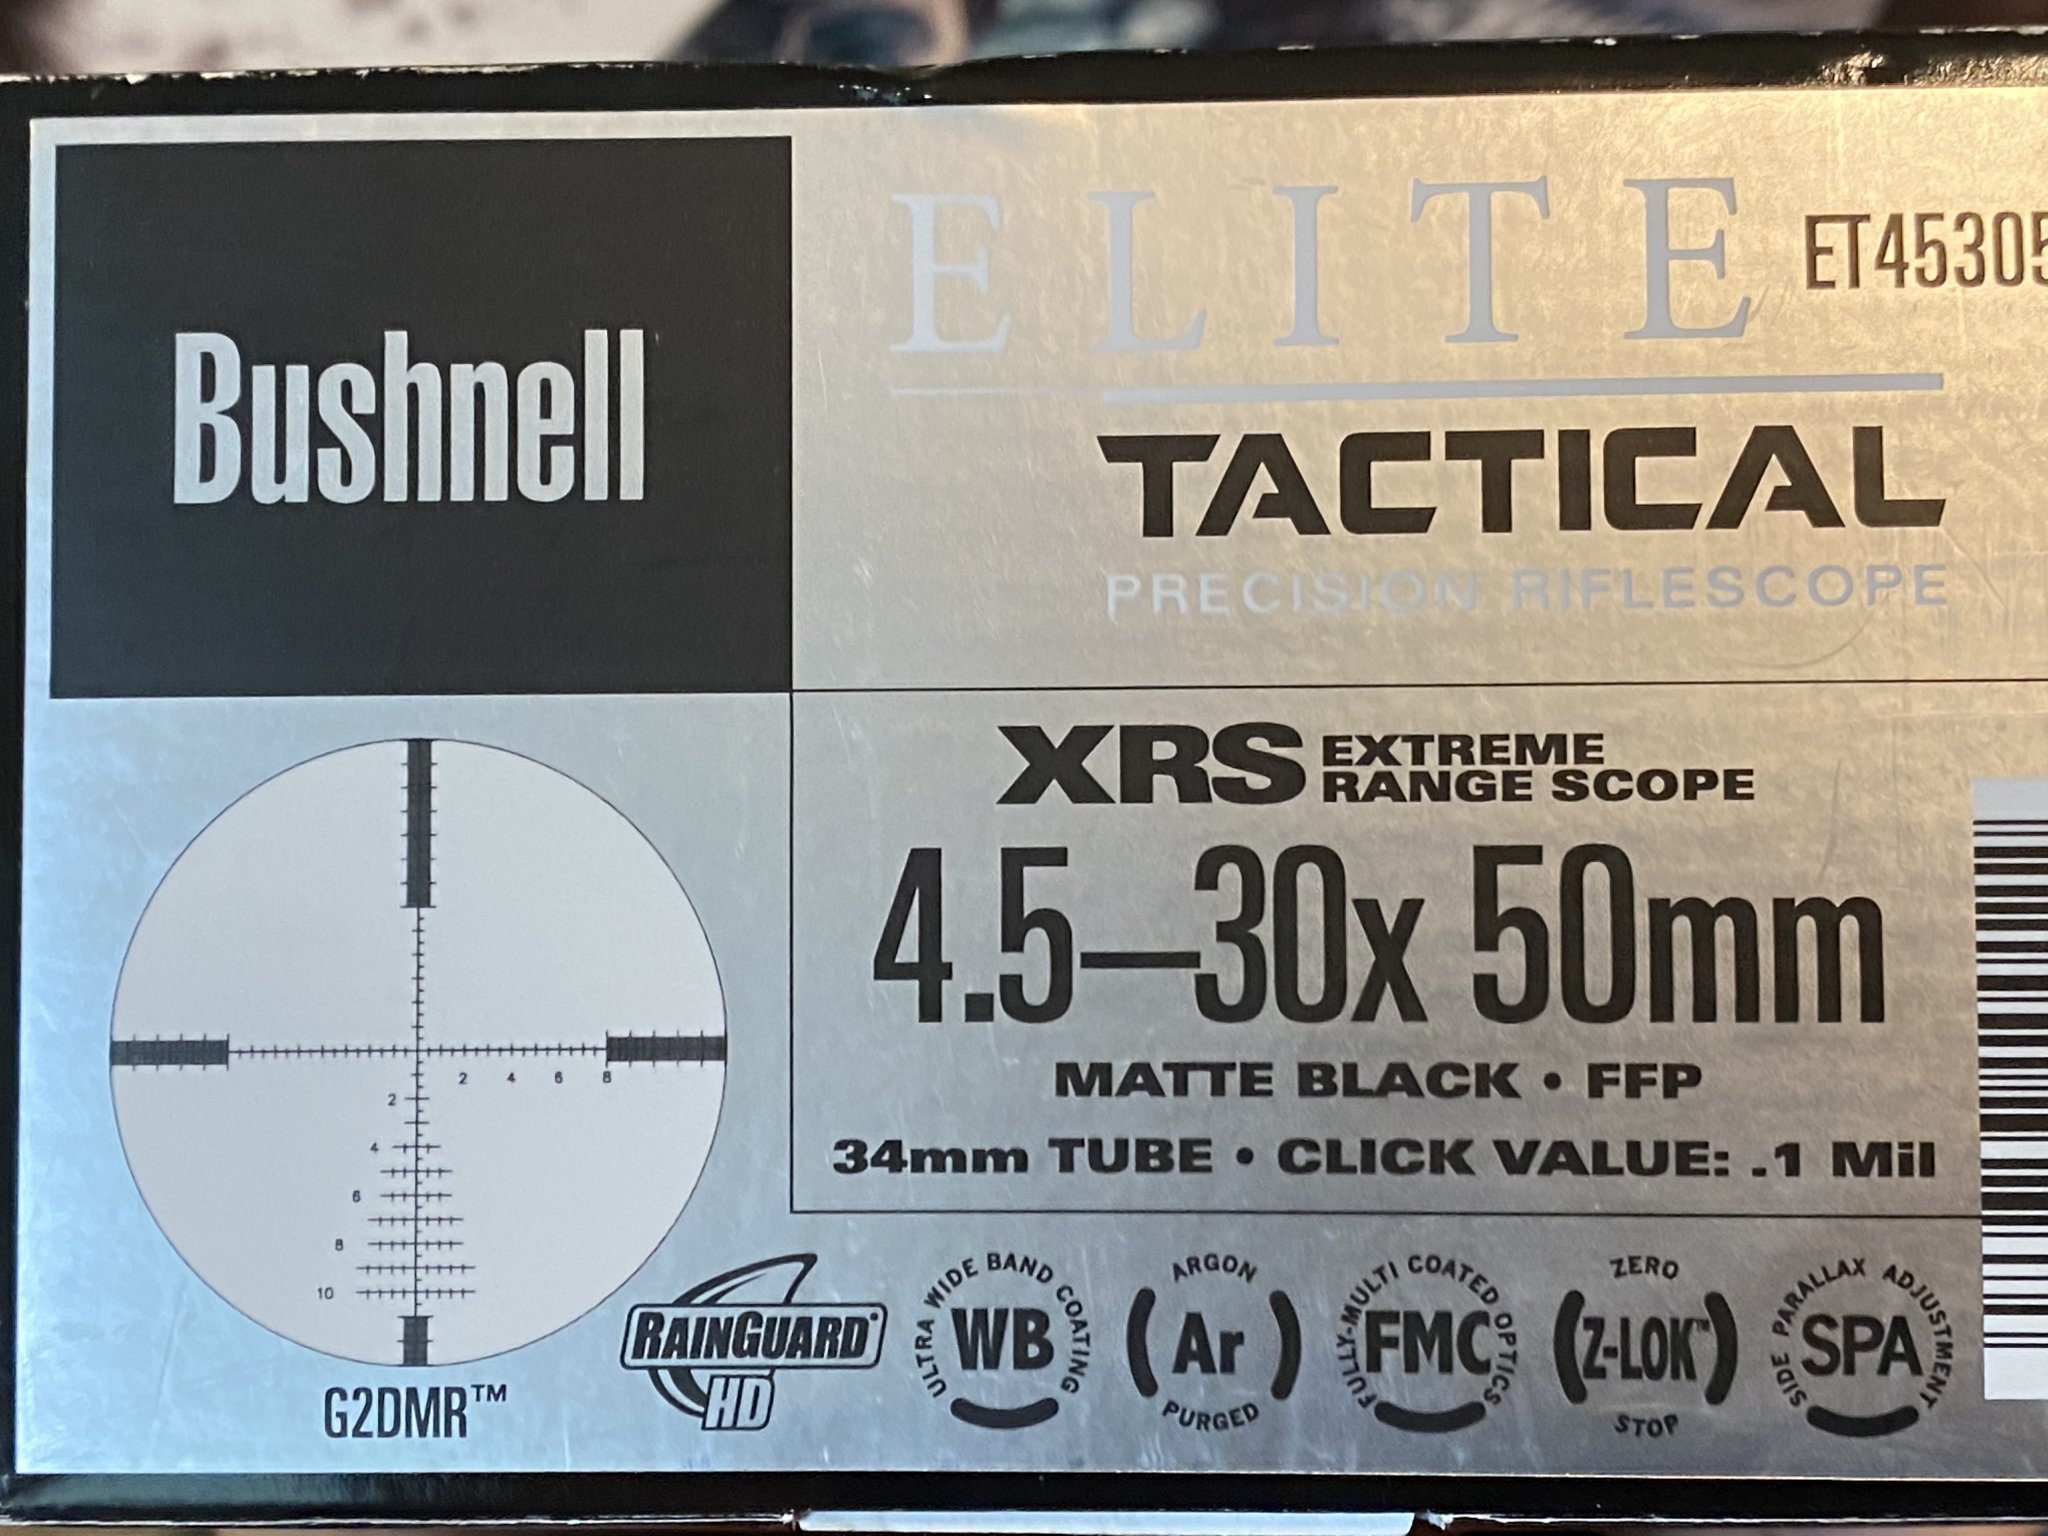 Bushnell
ELITE
ET45305
TACTICAL
PRECISION RIFLESCOPE
XRS EXTREME
RANGE SCOPE
4.5–30x 50mm
MATTE BLACK • FFP
34mm TUBE • CLICK VALUE: .1 Mil
2 4 6 8
2
4
6
8
10
G2DMR™
RAINGUARD®
HD
ULTRA WIDE BAND COATING
WB
ARGON
Ar
PURGED
FULLY-MULTI COATED OPTICS
FMC
ZERO
Z-LOK™
STOP
SIDE PARALLAX ADJUSTMENT
SPA